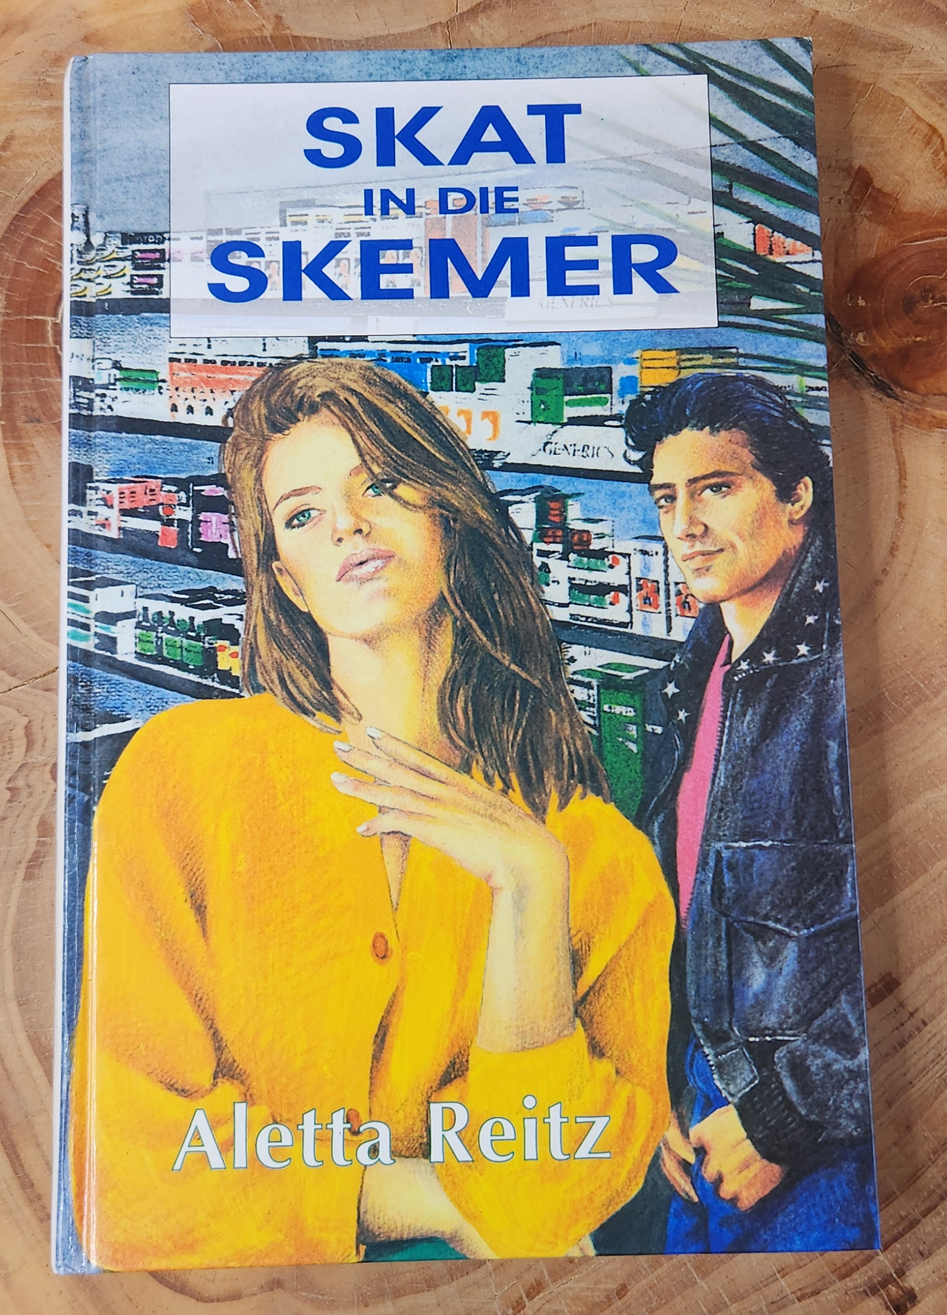 SKAT
IN DIE
SKEMER
GENERICS
GENERICS
Aletta Reitz